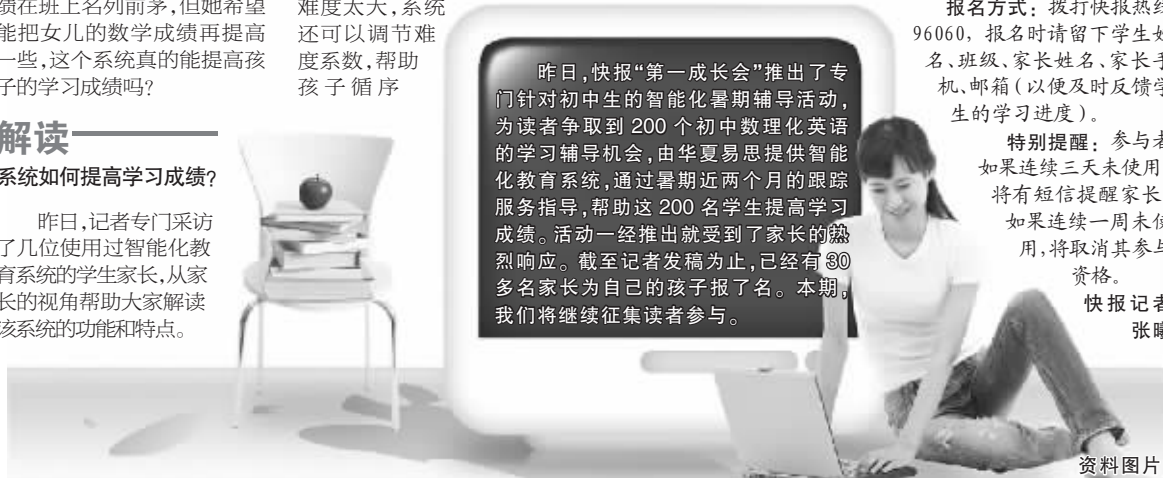 绩在班上名列前茅,但她希望
能把女儿的数学成绩再提高
一些,这个系统真的能提高孩
子的学习成绩吗?
解读
系统如何提高学习成绩?
昨日,记者专门采访
了几位使用过智能化教
育系统的学生家长,从家
长的视角帮助大家解读
该系统的功能和特点。
难度太大,系统
还可以调节难
度系数,帮助
孩子循序
昨日,快报“第一成长会”推出了专
门针对初中生的智能化暑期辅导活动,
为读者争取到 200 个初中数理化英语
的学习辅导机会,由华夏易思提供智能
化教育系统,通过暑期近两个月的跟踪
服务指导,帮助这 200 名学生提高学习
成绩。活动一经推出就受到了家长的热
烈响应。截至记者发稿为止,已经有 30
多名家长为自己的孩子报了名。本期,
我们将继续征集读者参与。
报名方式:拨打快报热线
96060,报名时请留下学生姓
名、班级、家长姓名、家长手
机、邮箱(以便及时反馈学
生的学习进度)。
特别提醒:参与者
如果连续三天未使用,
将有短信提醒家长,
如果连续一周未使
用,将取消其参与
资格。
快报记者
张曦
资料图片